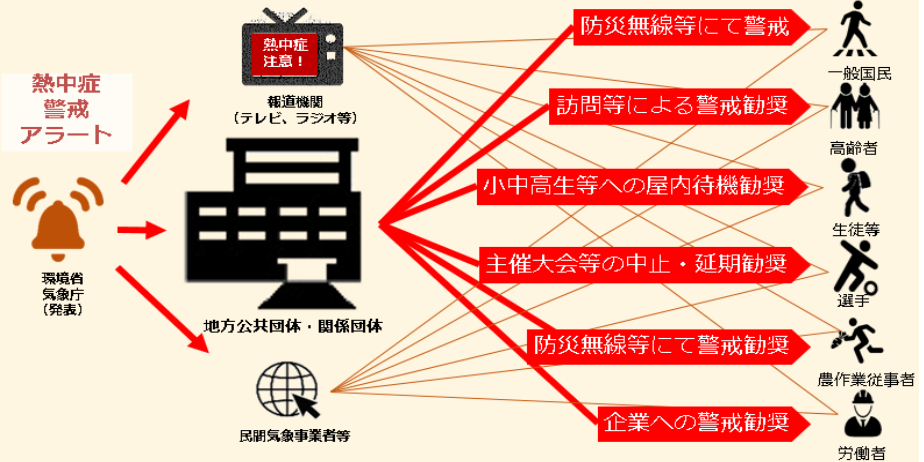 熱中症
警戒
アラート
環境省
気象庁
(発表)
熱中症
注意!
報道機関
(テレビ、ラジオ等)
地方公共団体・関係団体
民間気象事業者等
防災無線等にて警戒
訪問等による警戒勧奨
小中高生等への屋内待機勧奨
主催大会等の中止・延期勧奨
防災無線等にて警戒勧奨
企業への警戒勧奨
一般国民
高齢者
生徒等
選手
農作業従事者
労働者